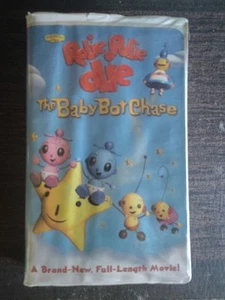 Rolie Polie
Olie
The Baby Bot Chase
A Brand-New, Full-Length Movie!